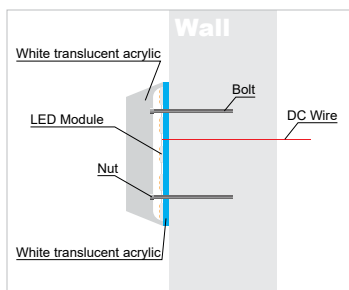 Wall
White translucent acrylic
Bolt
LED Module
DC Wire
Nut
White translucent acrylic